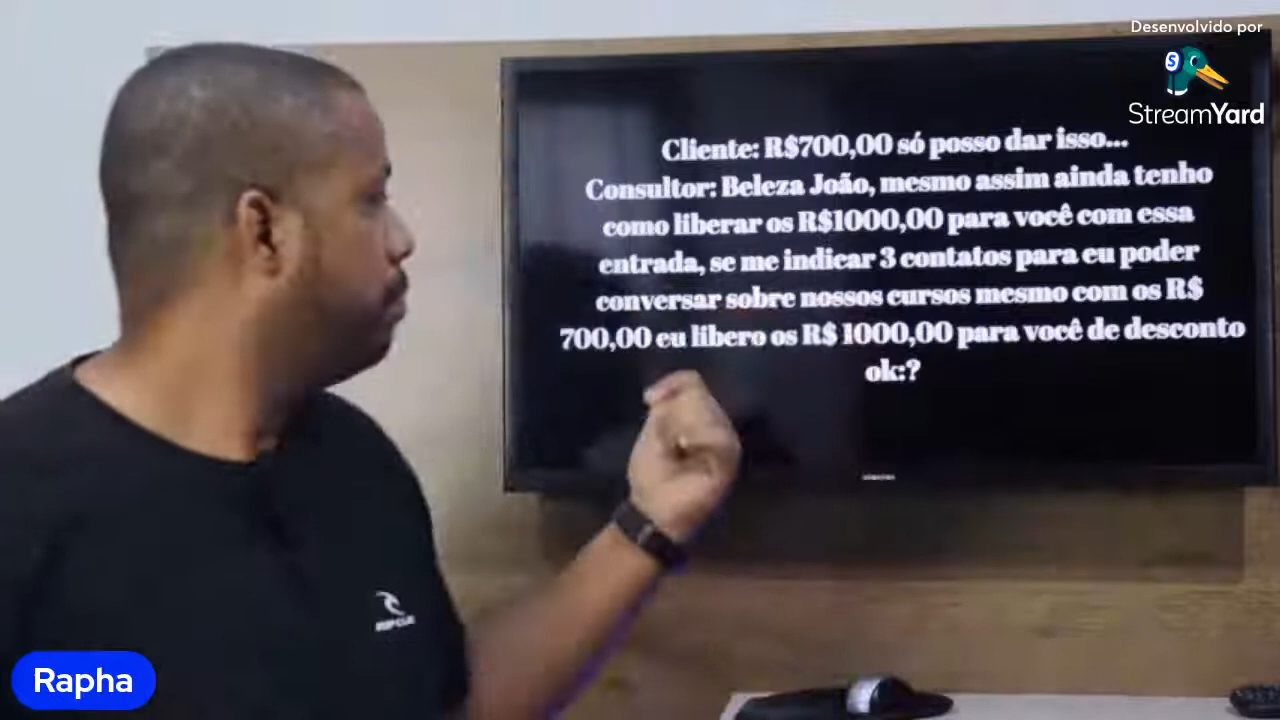 Desenvolvido por
StreamYard
Cliente: R$700,00 só posso dar isso...
Consultor: Beleza João, mesmo assim ainda tenho
como liberar os R$1000,00 para você com essa
entrada, se me indicar 3 contatos para eu poder
conversar sobre nossos cursos mesmo com os R$
700,00 eu libero os R$ 1000,00 para você de desconto
ok:?
Rapha